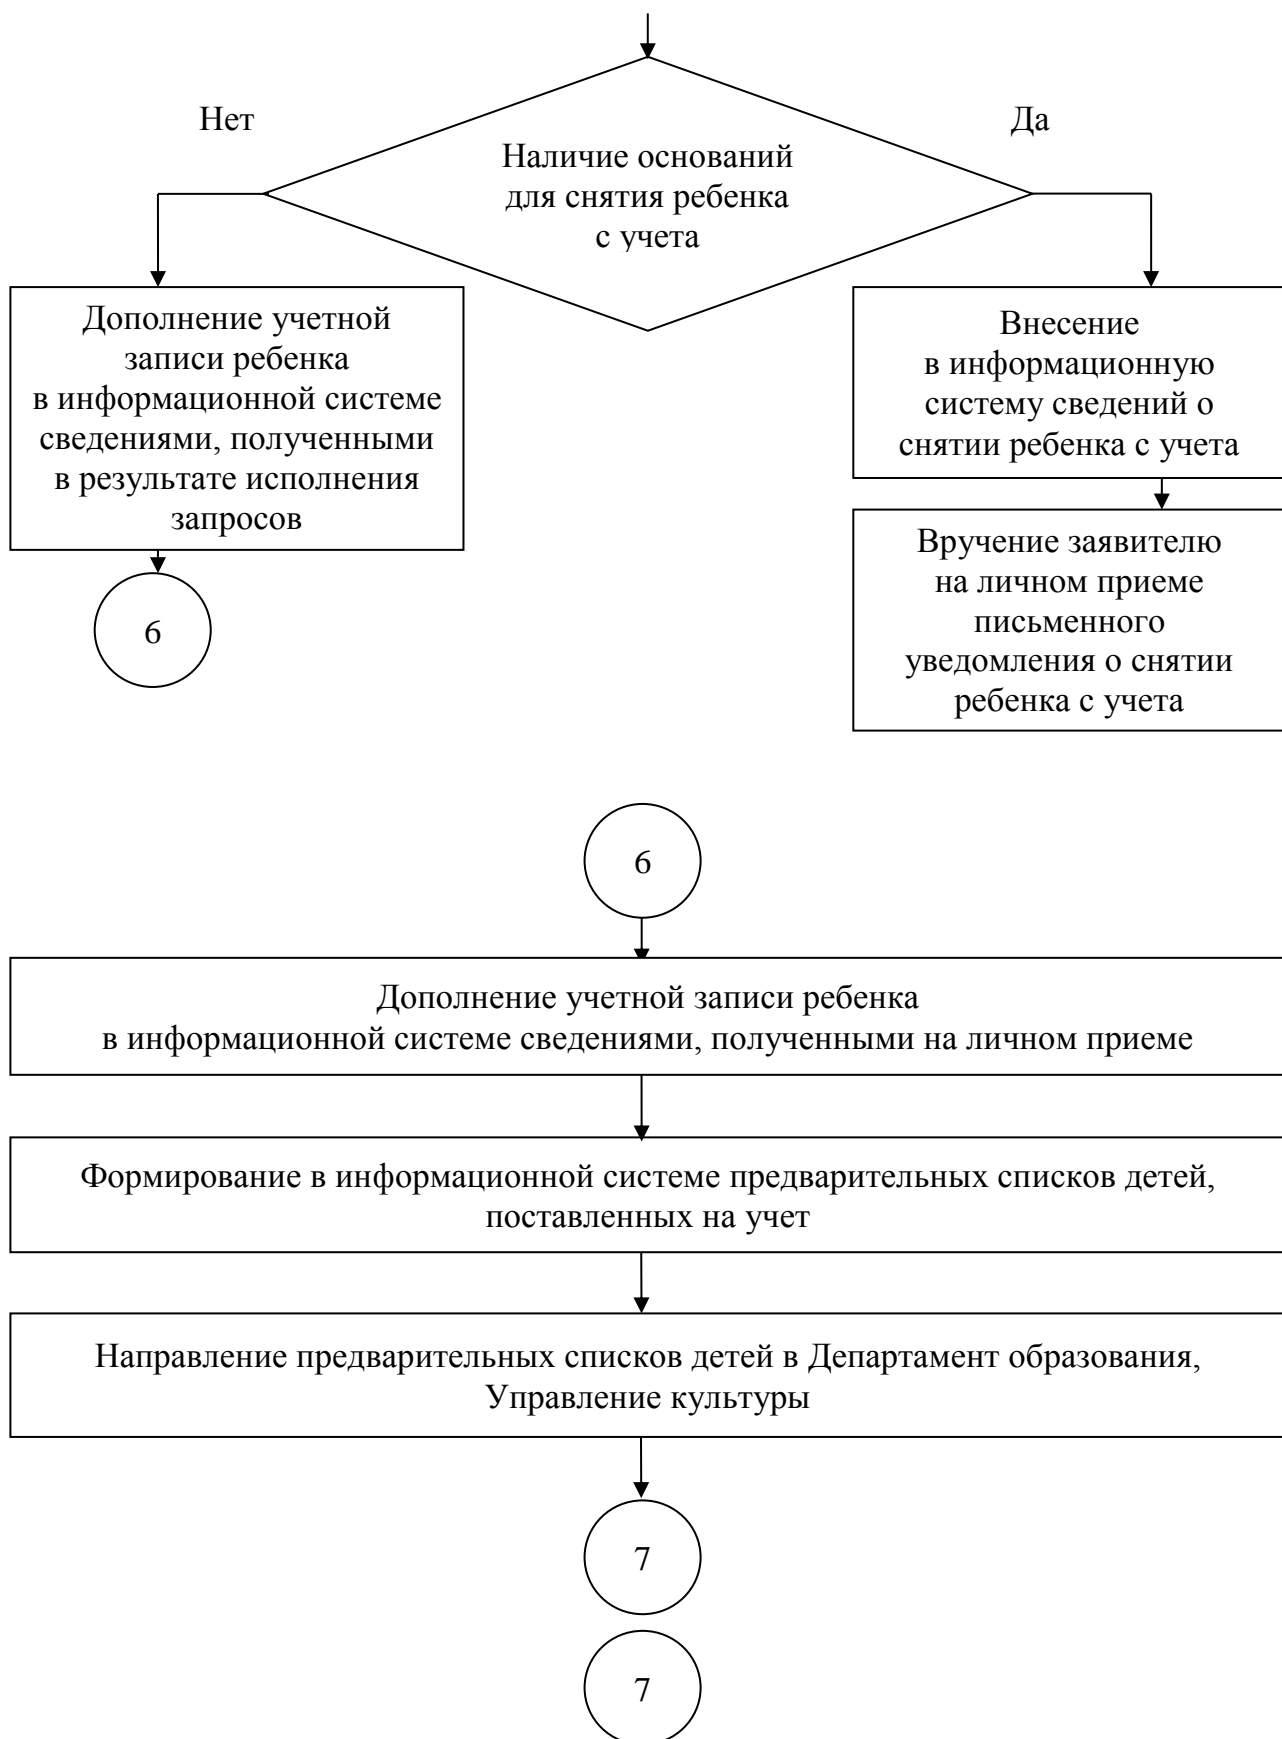 Нет
Да
Наличие оснований
для снятия ребенка
с учета
Дополнение учетной
записи ребенка
в информационной системе
сведениями, полученными
в результате исполнения
запросов
Внесение
в информационную
систему сведений о
снятии ребенка с учета
Вручение заявителю
на личном приеме
письменного
уведомления о снятии
ребенка с учета
6
6
Дополнение учетной записи ребенка
в информационной системе сведениями, полученными на личном приеме
Формирование в информационной системе предварительных списков детей,
поставленных на учет
Направление предварительных списков детей в Департамент образования,
Управление культуры
7
7